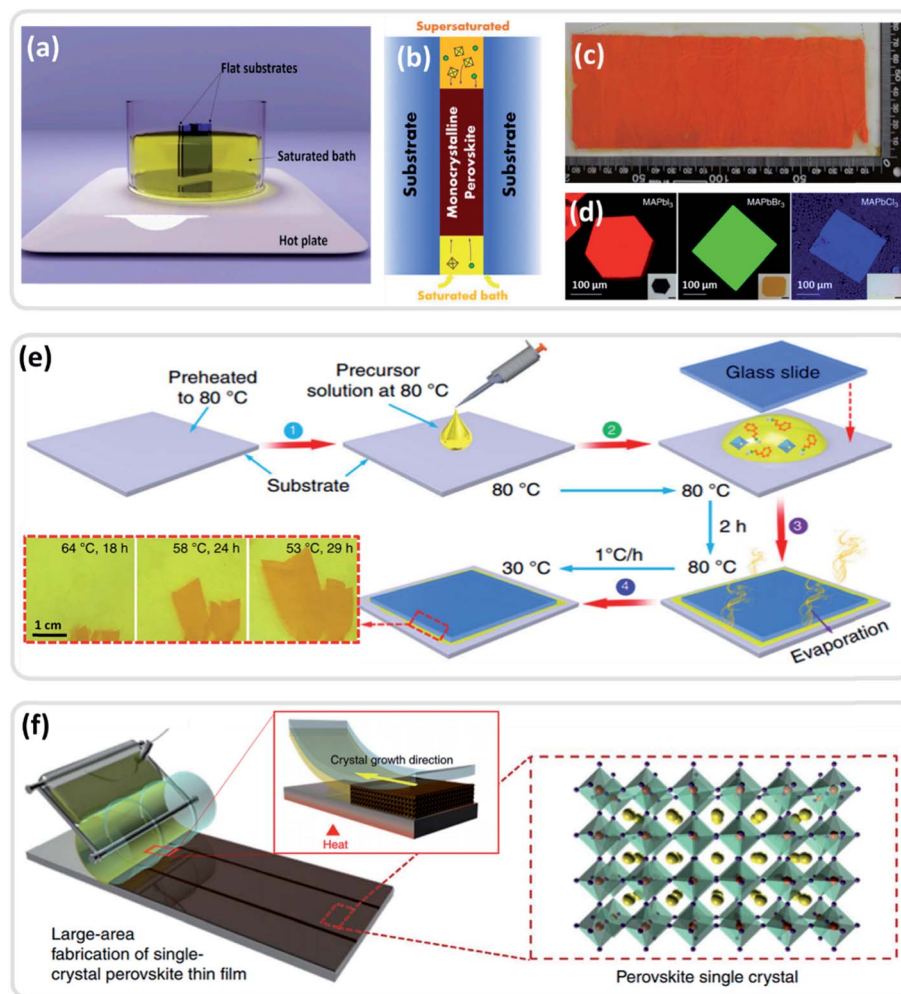 (a)
Flat substrates
Saturated bath
Hot plate
(b)
Supersaturated
Substrate
Monocrystalline
Perovskite
Substrate
Saturated bath
(c)
(d)
MAPbI3
100 μm
MAPbBr3
100 μm
MAPbCl3
100 μm
(e)
Preheated
to 80 °C
1
Substrate
Precursor
solution at 80 °C
2
Glass slide
80 °C
80 °C
2 h
3
80 °C
1°C/h
30 °C
4
Evaporation
64 °C, 18 h
58 °C, 24 h
53 °C, 29 h
1 cm
(f)
Crystal growth direction
Heat
Large-area
fabrication of single-
crystal perovskite thin film
Perovskite single crystal